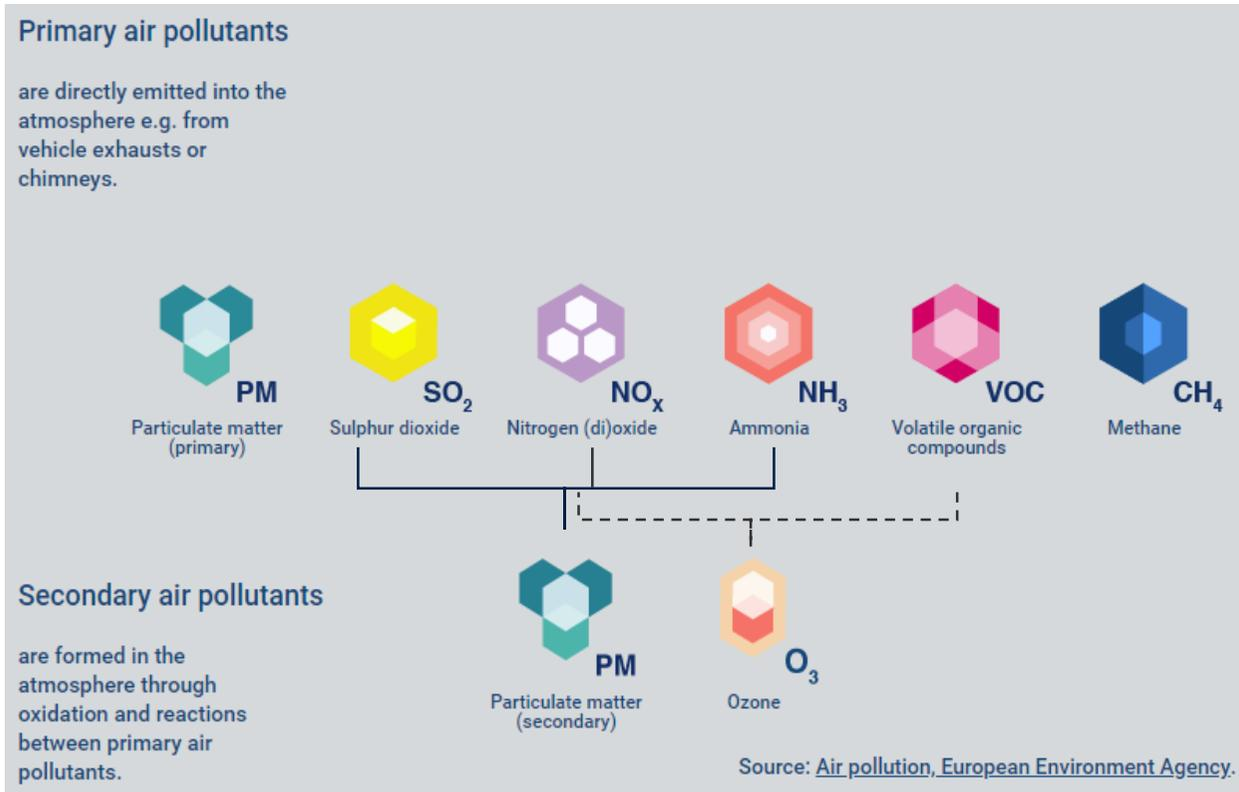 Primary air pollutants
are directly emitted into the
atmosphere e.g. from
vehicle exhausts or
chimneys.
PM
Particulate matter
(primary)
SO2
Sulphur dioxide
NOX
Nitrogen (di)oxide
NH3
Ammonia
VOC
Volatile organic
compounds
CH4
Methane
Secondary air pollutants
are formed in the
atmosphere through
oxidation and reactions
between primary air
pollutants.
PM
Particulate matter
(secondary)
O3
Ozone
Source: Air pollution, European Environment Agency.